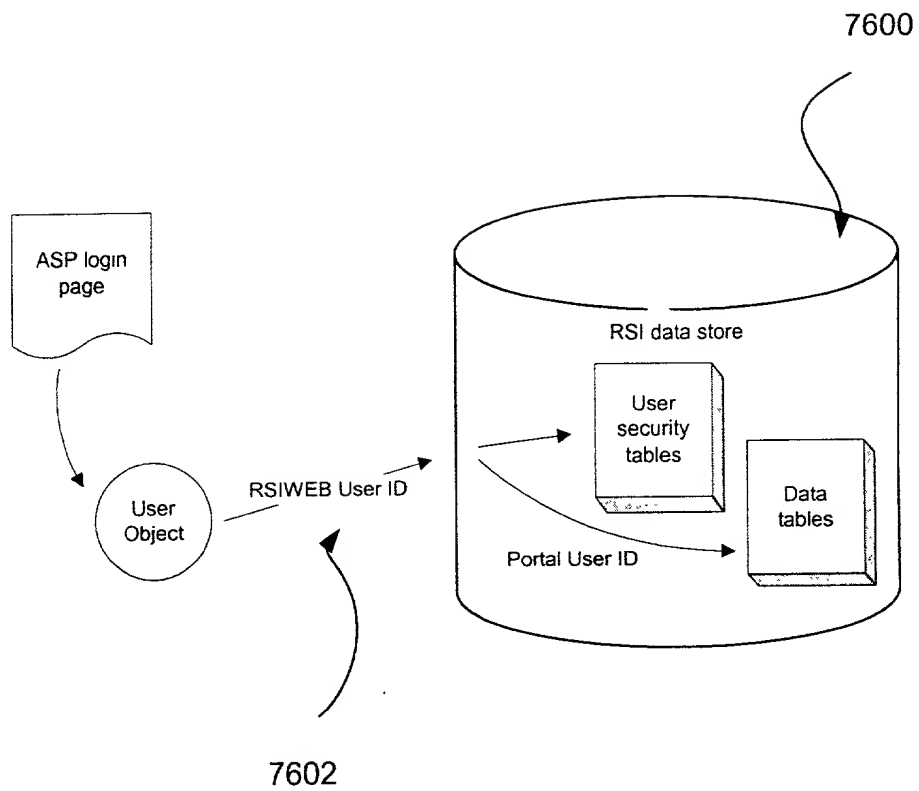 7600
ASP login
page
RSI data store
User
security
tables
RSIWEB User ID
User
Object
Data
tables
Portal User ID
7602